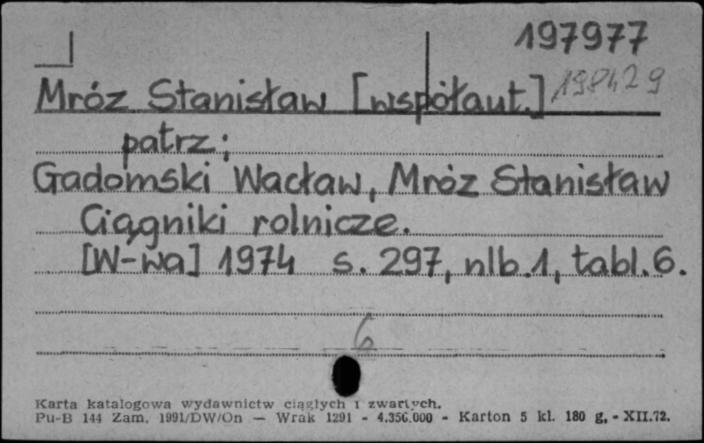 197977
Mróz Stanisław [współaut.] 198429
patrz:
Gadomski Wacław, Mróz Stanisław
Ciągniki rolnicze.
[W-wa] 1974 s. 297, nlb.1, tabl.6.
6
Karta katalogowa wydawnictw ciągłych i zwartych.
Pu-B 144 Zam. 1991/DW/On — Wrak 1291 - 4.350.000 - Karton 5 kl. 180 g. - XII.72.